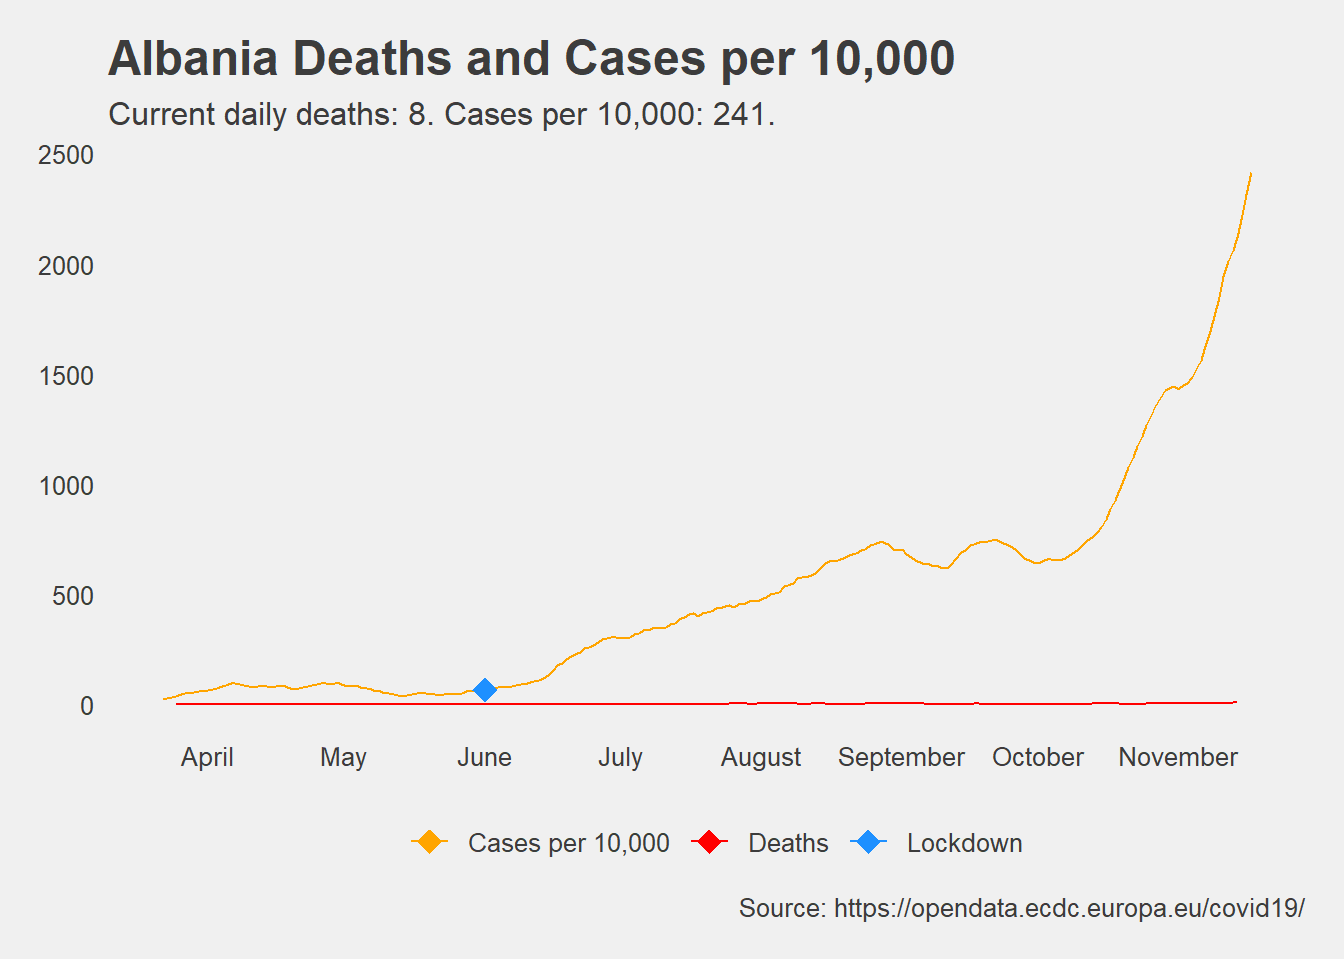 Albania Deaths and Cases per 10,000
Current daily deaths: 8. Cases per 10,000: 241.
2500
2000
1500
1000
500
0
April May June July August September October November
Cases per 10,000 Deaths Lockdown
Source: https://opendata.ecdc.europa.eu/covid19/